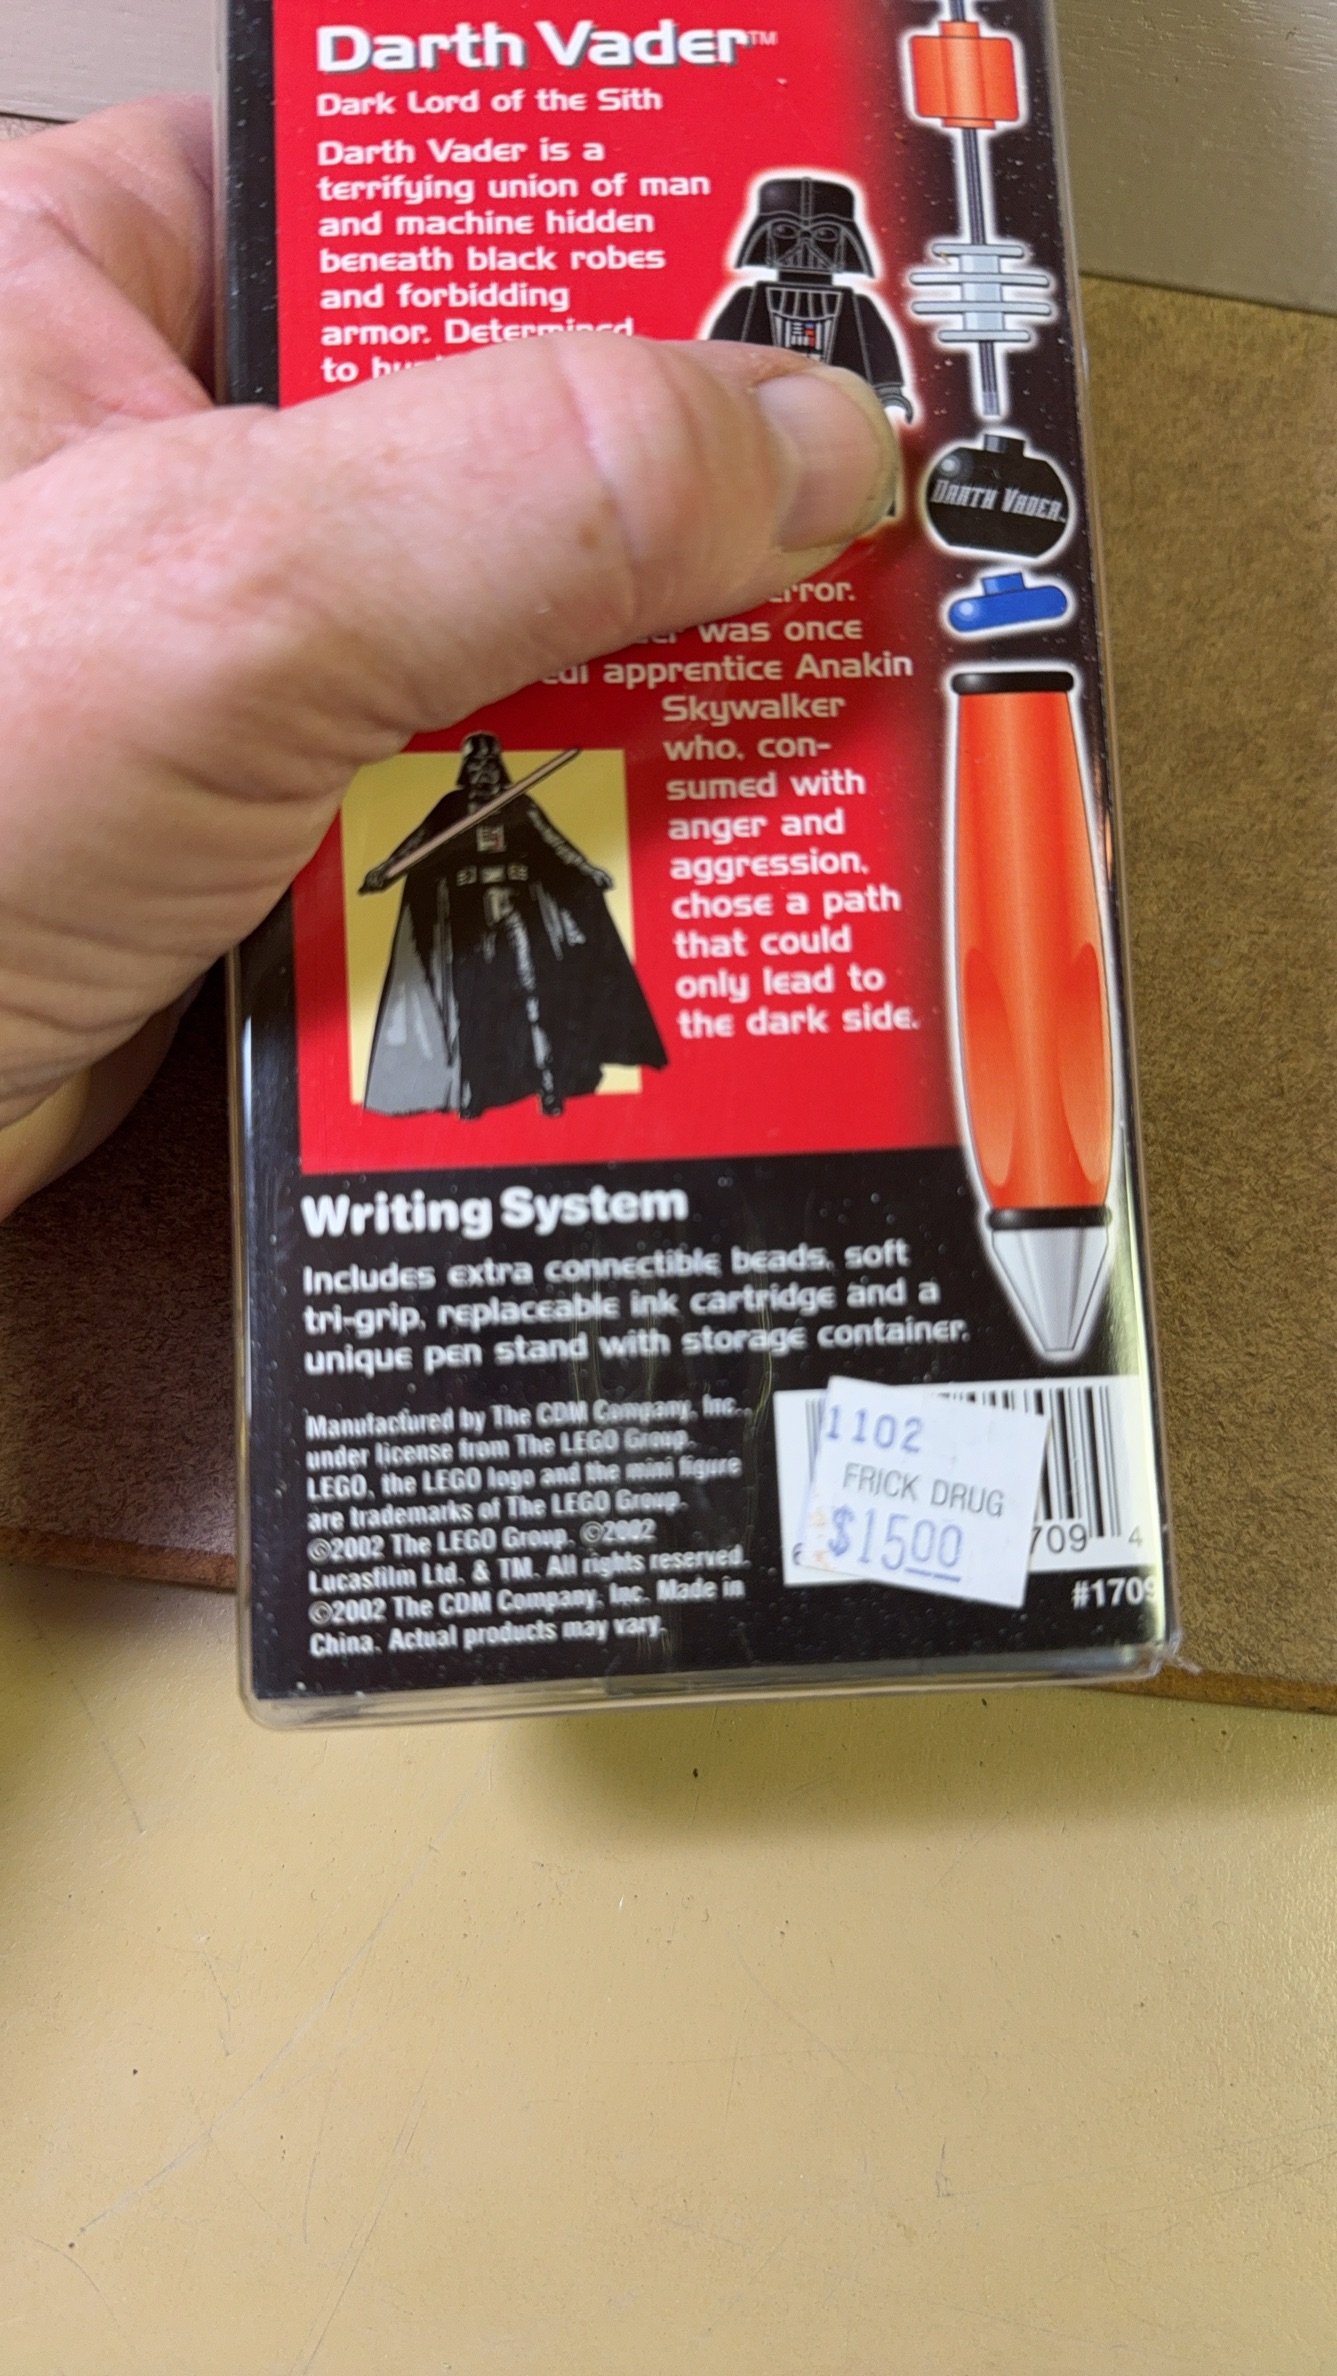 Darth Vader™
Dark Lord of the Sith
Darth Vader is a
terrifying union of man
and machine hidden
beneath black robes
and forbidding
armor. Determined
to
was once
apprentice Anakin
Skywalker
who, con-
sumed with
anger and
aggression,
chose a path
that could
only lead to
the dark side.
DARTH VADER
Writing System
Includes extra connectible beads, soft
tri-grip, replaceable ink cartridge and a
unique pen stand with storage container.
Manufactured by The CDM Company, Inc.,
under license from The LEGO Group.
LEGO, the LEGO logo and the mini figure
are trademarks of The LEGO Group.
©2002 The LEGO Group. ©2002
Lucasfilm Ltd. & TM. All rights reserved.
©2002 The CDM Company, Inc. Made in
China. Actual products may vary.
1102
FRICK DRUG
$1500
709 4
#1709